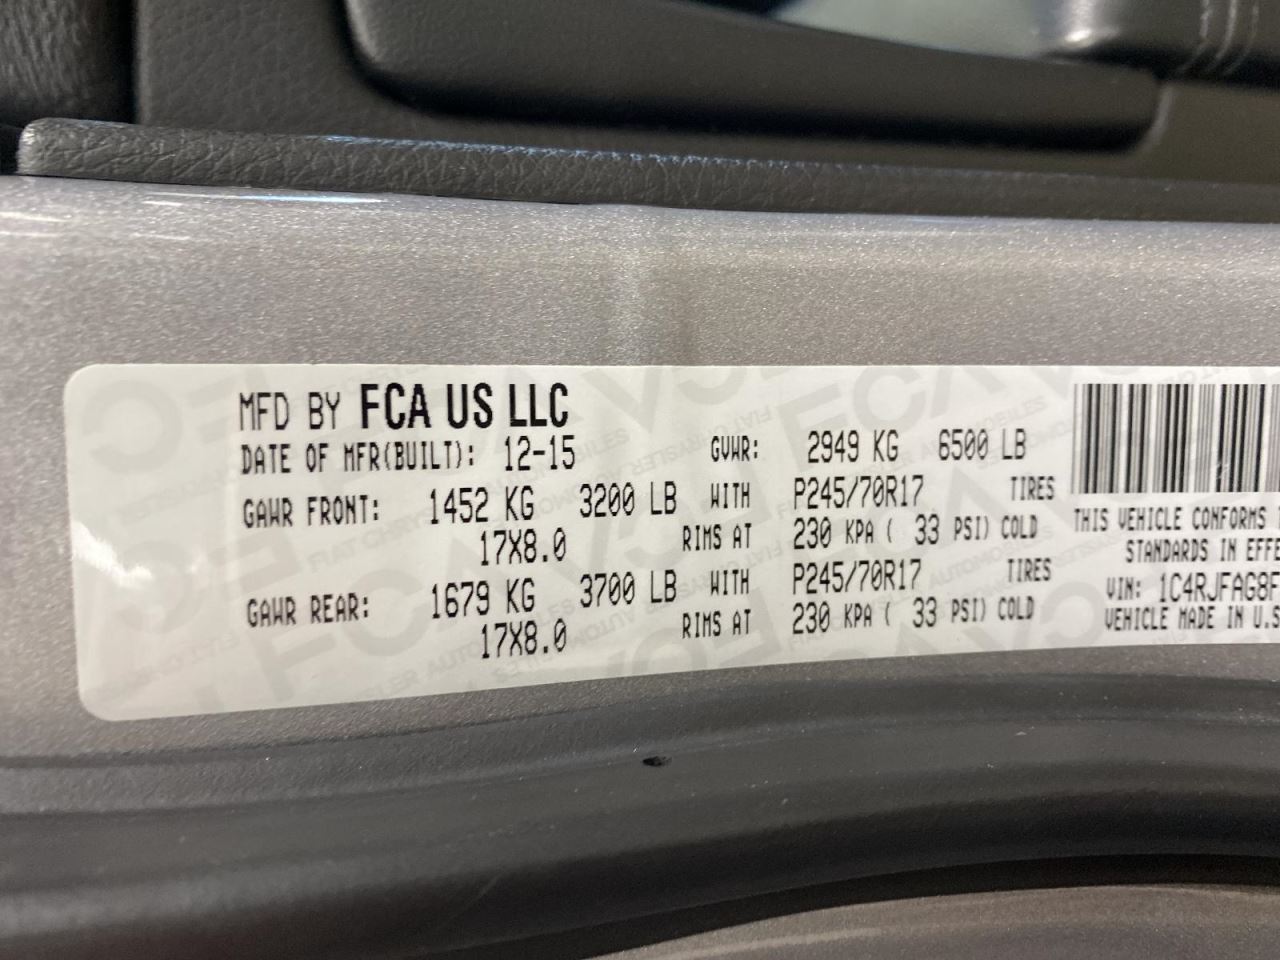 MFD BY FCA US LLC
DATE OF MFR(BUILT): 12-15 GVWR: 2949 KG 6500 LB
GAWR FRONT: 1452 KG 3200 LB WITH P245/70R17 TIRES
17X8.0 RIMS AT 230 KPA ( 33 PSI) COLD
GAWR REAR: 1679 KG 3700 LB WITH P245/70R17 TIRES
17X8.0 RIMS AT 230 KPA ( 33 PSI) COLD
THIS VEHICLE CONFORMS
STANDARDS IN EFFE
VIN: 1C4RJFAG8F
VEHICLE MADE IN U.S